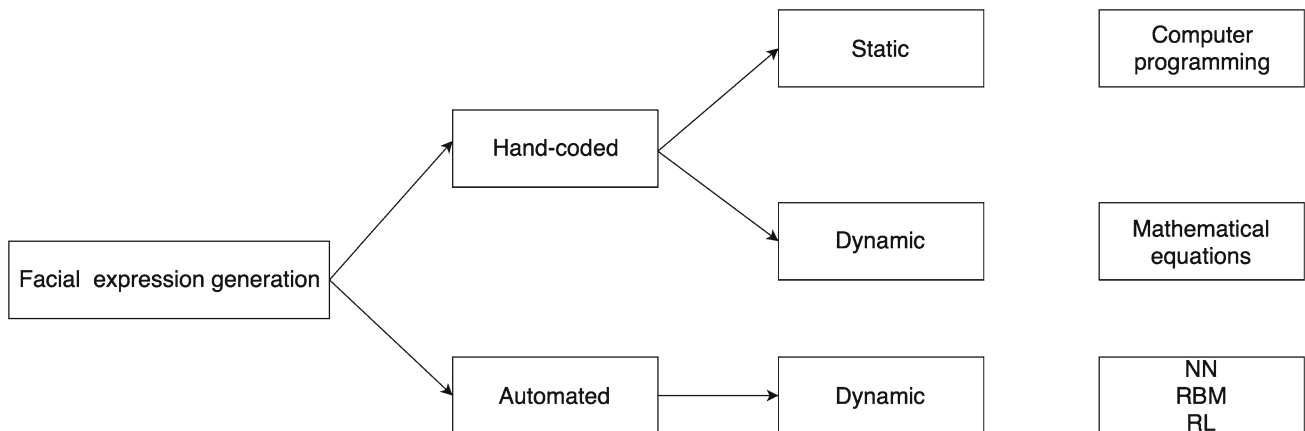 Static
Computer
programming
Hand-coded
Dynamic
Mathematical
equations
Facial expression generation
Automated
Dynamic
NN
RBM
RL